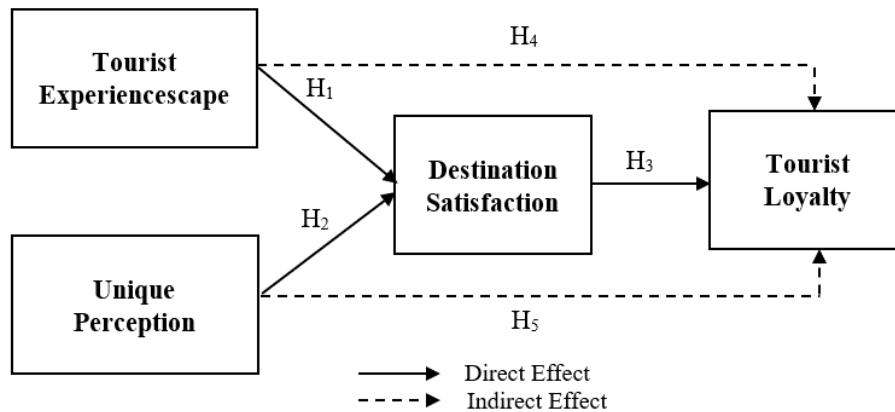 Tourist
Experiencescape
H₄
H₁
Destination
Satisfaction
H₃
Tourist
Loyalty
H₂
Unique
Perception
H₅
Direct Effect
Indirect Effect